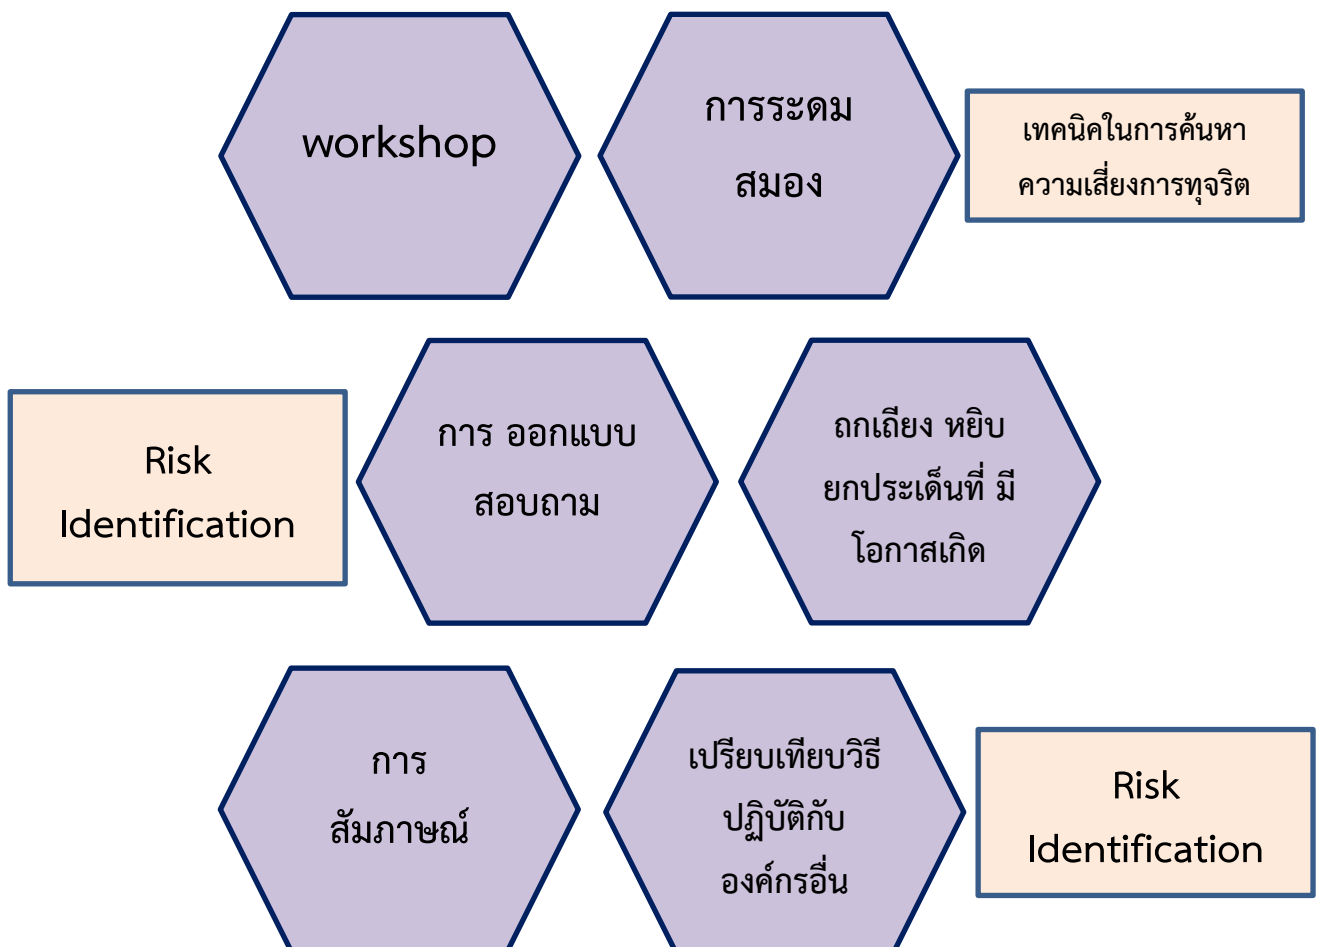 workshop
การระดม
สมอง
เทคนิคในการค้นหา
ความเสี่ยงการทุจริต
Risk
Identification
การ ออกแบบ
สอบถาม
ถกเถียง หยิบ
ยกประเด็นที่ มี
โอกาสเกิด
การ
สัมภาษณ์
เปรียบเทียบวิธี
ปฏิบัติกับ
องค์กรอื่น
Risk
Identification